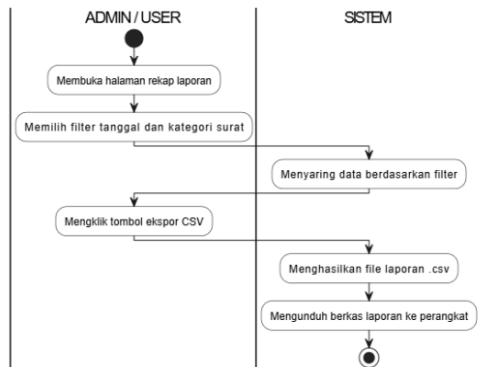 ADMIN / USER
SISTEM
Membuka halaman rekap laporan
Memilih filter tanggal dan kategori surat
Menyaring data berdasarkan filter
Mengklik tombol ekspor CSV
Menghasilkan file laporan .csv
Mengunduh berkas laporan ke perangkat